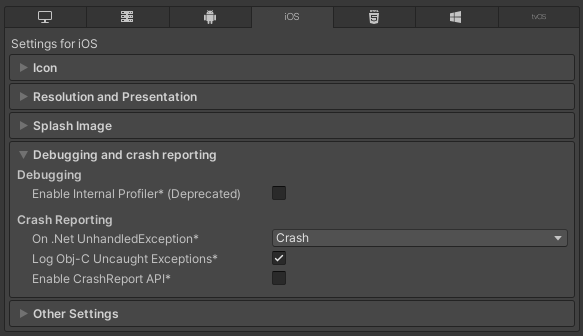 iOS
tvOS
Settings for iOS
Icon
Resolution and Presentation
Splash Image
Debugging and crash reporting
Debugging
Enable Internal Profiler* (Deprecated)
Crash Reporting
On .Net UnhandledException*
Crash
Log Obj-C Uncaught Exceptions*
Enable CrashReport API*
Other Settings